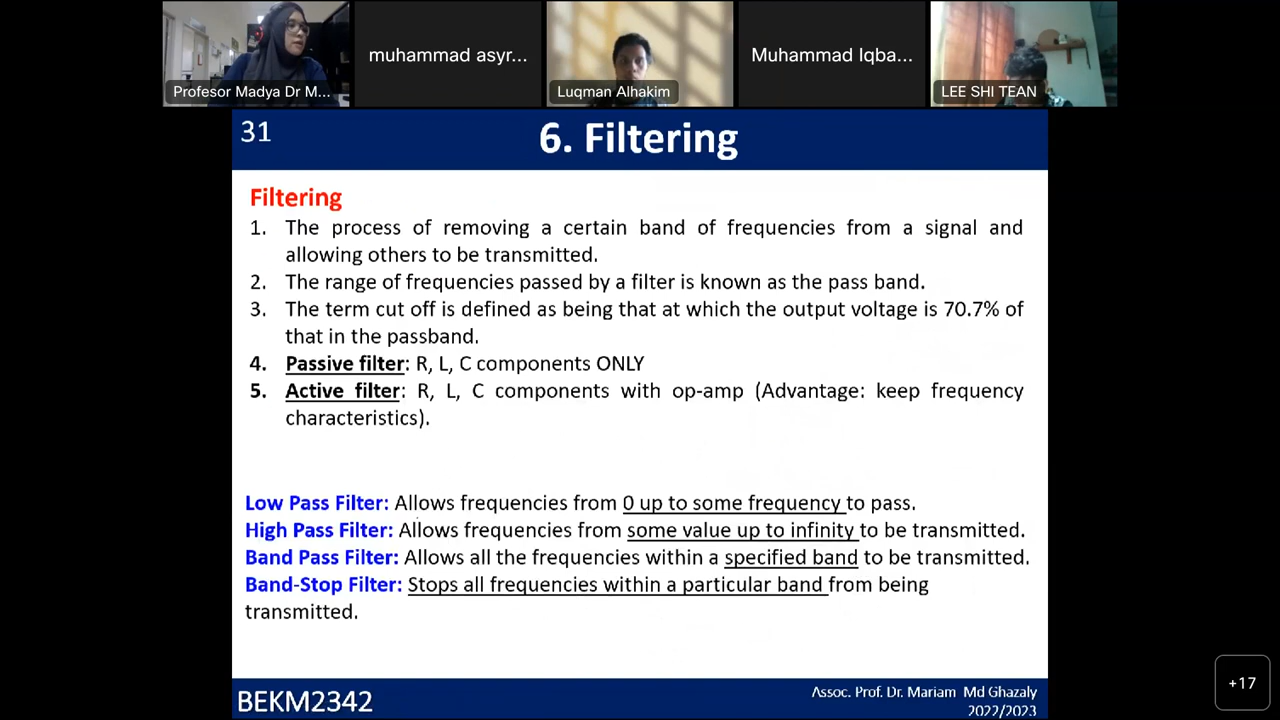 Profesor Madya Dr M...
muhammad asyr...
Luqman Alhakim
Muhammad Iqba...
LEE SHI TEAN
31
6. Filtering
Filtering
1. The process of removing a certain band of frequencies from a signal and
allowing others to be transmitted.
2. The range of frequencies passed by a filter is known as the pass band.
3. The term cut off is defined as being that at which the output voltage is 70.7% of
that in the passband.
4. Passive filter: R, L, C components ONLY
5. Active filter: R, L, C components with op-amp (Advantage: keep frequency
characteristics).
Low Pass Filter: Allows frequencies from 0 up to some frequency to pass.
High Pass Filter: Allows frequencies from some value up to infinity to be transmitted.
Band Pass Filter: Allows all the frequencies within a specified band to be transmitted.
Band-Stop Filter: Stops all frequencies within a particular band from being
transmitted.
BEKM2342
Assoc. Prof. Dr. Mariam Md Ghazaly
2022/2023
+17